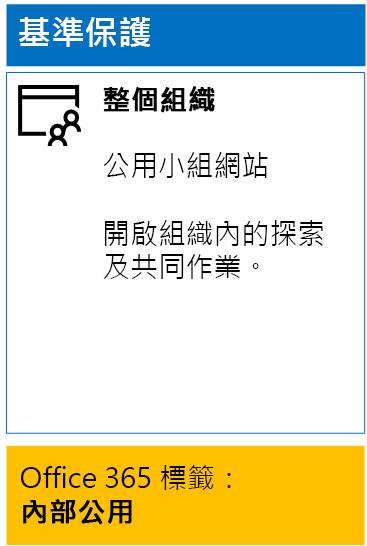 基準保護
整個組織
公用小組網站
開啟組織內的探索
及共同作業。
Office 365 標籤：
內部公用